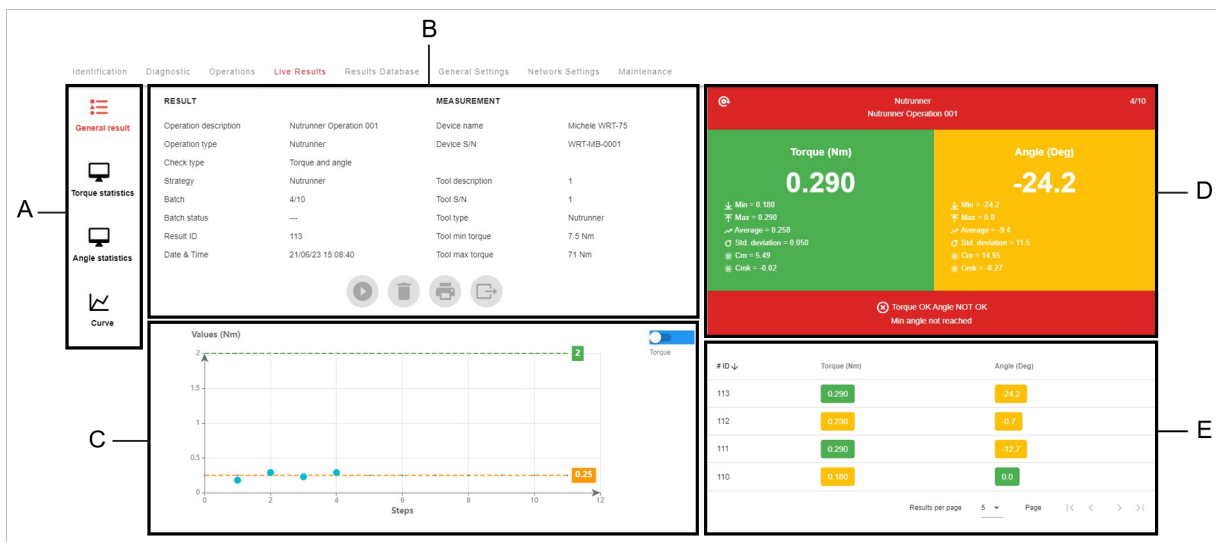 B
Identification Diagnostic Operations Live Results Results Database General Settings Network Settings Maintenance
A
General result
Torque statistics
Angle statistics
Curve
RESULT MEASUREMENT
Operation description Nutrunner Operation 001 Device name Michele WRT-75
Operation type Nutrunner Device S/N WRT-MB-0001
Check type Torque and angle
Strategy Nutrunner Tool description 1
Batch 4/10 Tool S/N 1
Batch status --- Tool type Nutrunner
Result ID 113 Tool min torque 7.5 Nm
Date & Time 21/06/23 15:08:40 Tool max torque 71 Nm
C
Values (Nm)
Torque
2
2
1.5
1
0.5
0.25
0
0 2 4 6 8 10 12
Steps
D
Nutrunner 4/10
Nutrunner Operation 001
Torque (Nm) Angle (Deg)
0.290 -24.2
Min = 0.180 Min = -24.2
Max = 0.290 Max = 0.0
Average = 0.250 Average = -9.4
Std. deviation = 0.050 Std. deviation = 11.5
Cm = 5.49 Cm = 14.55
Cmk = -0.02 Cmk = -0.27
Torque OK Angle NOT OK
Min angle not reached
E
# ID Torque (Nm) Angle (Deg)
113 0.290 -24.2
112 0.230 -0.7
111 0.290 -12.7
110 0.180 0.0
Results per page 5 Page